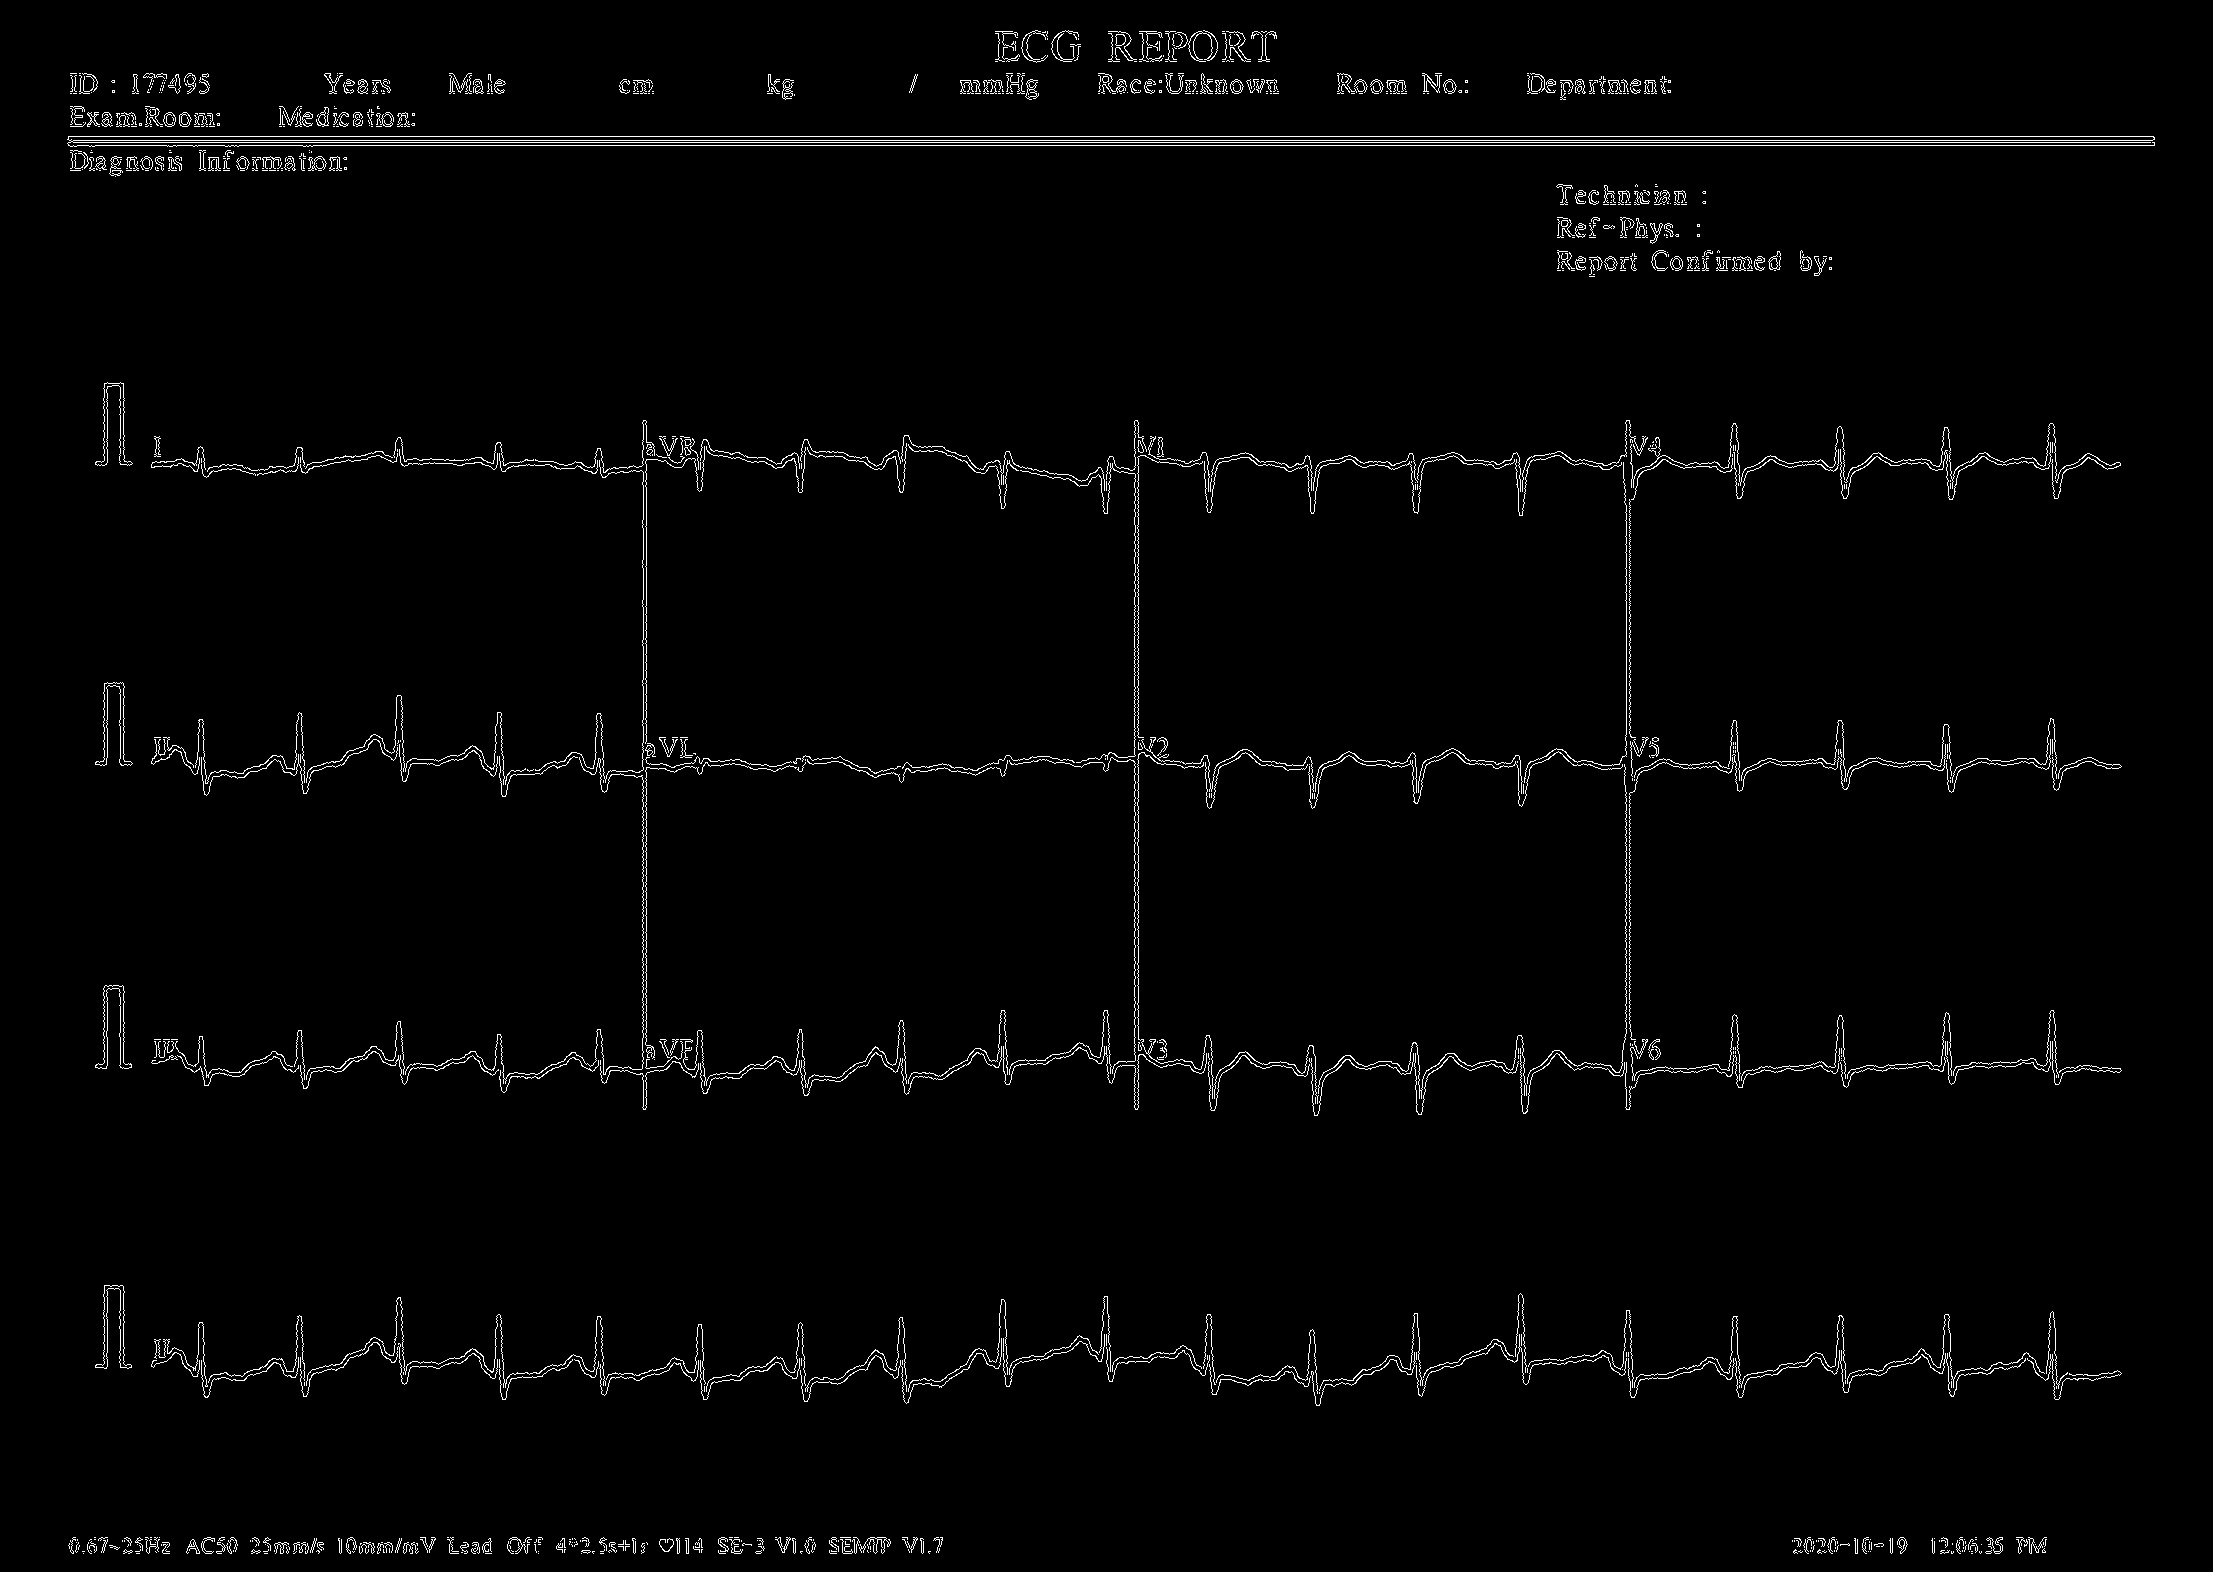 ECG REPORT
ID : 177495 Years Male cm kg / mmHg Race:Unknown Room No.: Department:
Exam.Room: Medication:
Diagnosis Information:
Technician :
Ref-Phys. :
Report Confirmed by:
I aVR V1 V4
II aVL V2 V5
III aVF V3 V6
II
0.67~25Hz AC50 25mm/s 10mm/mV Lead Off 4*2.5s+1r ♡114 SE-3 V1.0 SEMIP V1.7
2020-10-19 12:06:35 PM